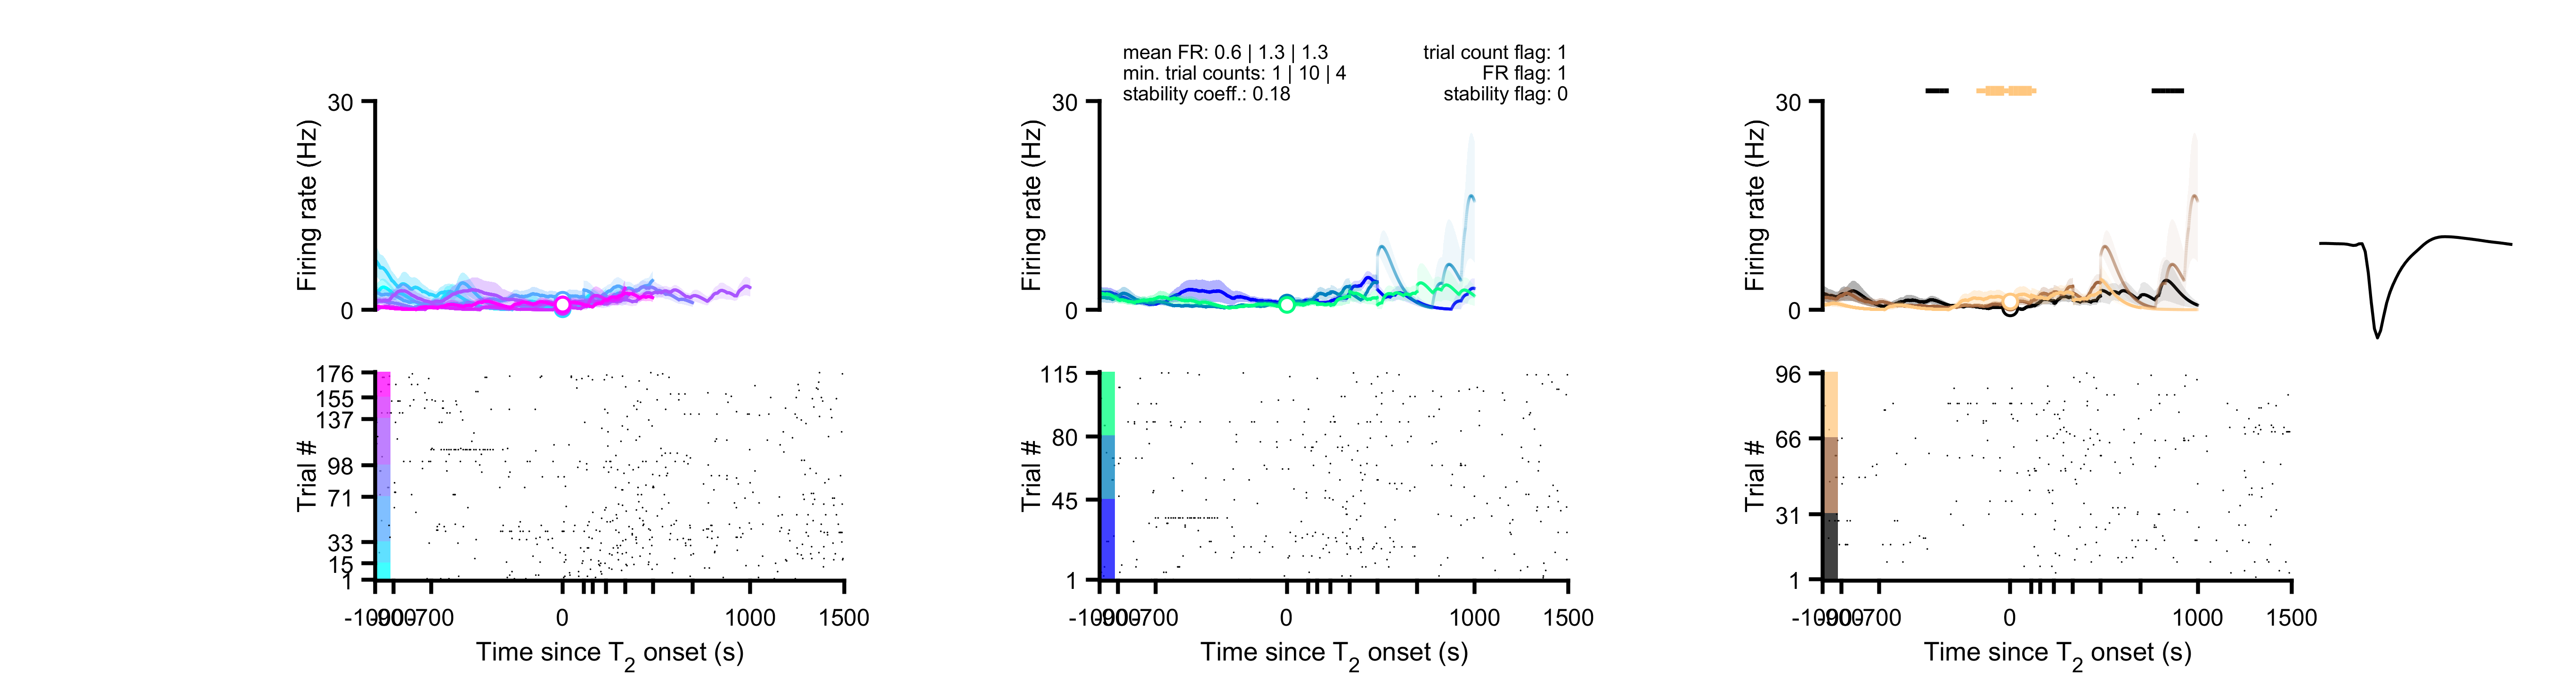 mean FR: 0.6 | 1.3 | 1.3
min. trial counts: 1 | 10 | 4
stability coeff.: 0.18
trial count flag: 1
FR flag: 1
stability flag: 0
30
0
Firing rate (Hz)
30
0
Firing rate (Hz)
30
0
Firing rate (Hz)
176
155
137
98
71
33
15
1
Trial #
0
1000
1500
Time since T2 onset (s)
115
80
45
1
Trial #
0
1000
1500
Time since T2 onset (s)
96
66
31
1
Trial #
0
1000
1500
Time since T2 onset (s)